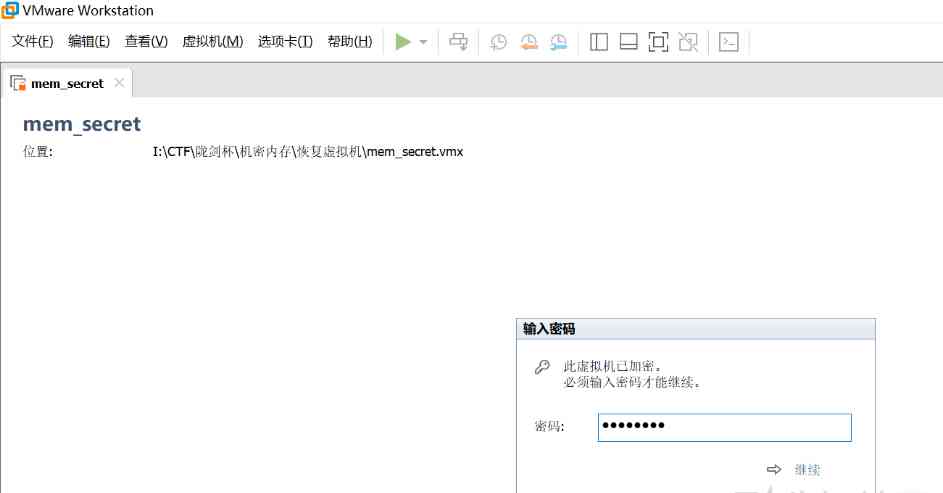 VMware Workstation
文件(F) 编辑(E) 查看(V) 虚拟机(M) 选项卡(T) 帮助(H)
mem_secret
mem_secret
位置: I:\CTF\陇剑杯\机密内存\恢复虚拟机\mem_secret.vmx
输入密码
此虚拟机已加密。
必须输入密码才能继续。
密码: ●●●●●●●●
继续